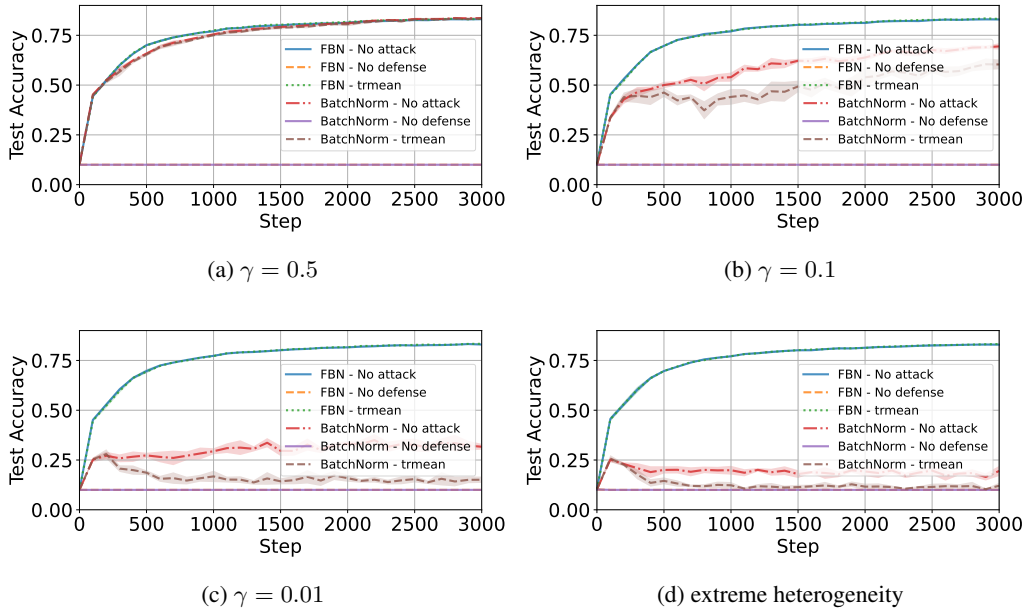 Test Accuracy
0.75
0.50
0.25
0.00
FBN - No attack
FBN - No defense
FBN - trmean
BatchNorm - No attack
BatchNorm - No defense
BatchNorm - trmean
0 500 1000 1500 2000 2500 3000
Step
(a) γ = 0.5
Test Accuracy
0.75
0.50
0.25
0.00
FBN - No attack
FBN - No defense
FBN - trmean
BatchNorm - No attack
BatchNorm - No defense
BatchNorm - trmean
0 500 1000 1500 2000 2500 3000
Step
(b) γ = 0.1
Test Accuracy
0.75
0.50
0.25
0.00
FBN - No attack
FBN - No defense
FBN - trmean
BatchNorm - No attack
BatchNorm - No defense
BatchNorm - trmean
0 500 1000 1500 2000 2500 3000
Step
(c) γ = 0.01
Test Accuracy
0.75
0.50
0.25
0.00
FBN - No attack
FBN - No defense
FBN - trmean
BatchNorm - No attack
BatchNorm - No defense
BatchNorm - trmean
0 500 1000 1500 2000 2500 3000
Step
(d) extreme heterogeneity